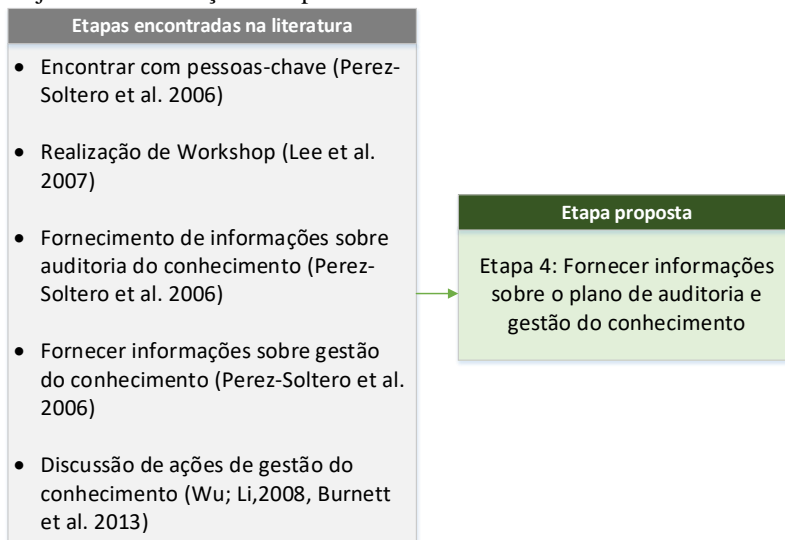 Etapas encontradas na literatura
• Encontrar com pessoas-chave (Perez-
Soltero et al. 2006)
• Realização de Workshop (Lee et al.
2007)
• Fornecimento de informações sobre
auditoria do conhecimento (Perez-
Soltero et al. 2006)
• Fornecer informações sobre gestão
do conhecimento (Perez-Soltero et al.
2006)
• Discussão de ações de gestão do
conhecimento (Wu; Li,2008, Burnett
et al. 2013)
Etapa proposta
Etapa 4: Fornecer informações
sobre o plano de auditoria e
gestão do conhecimento